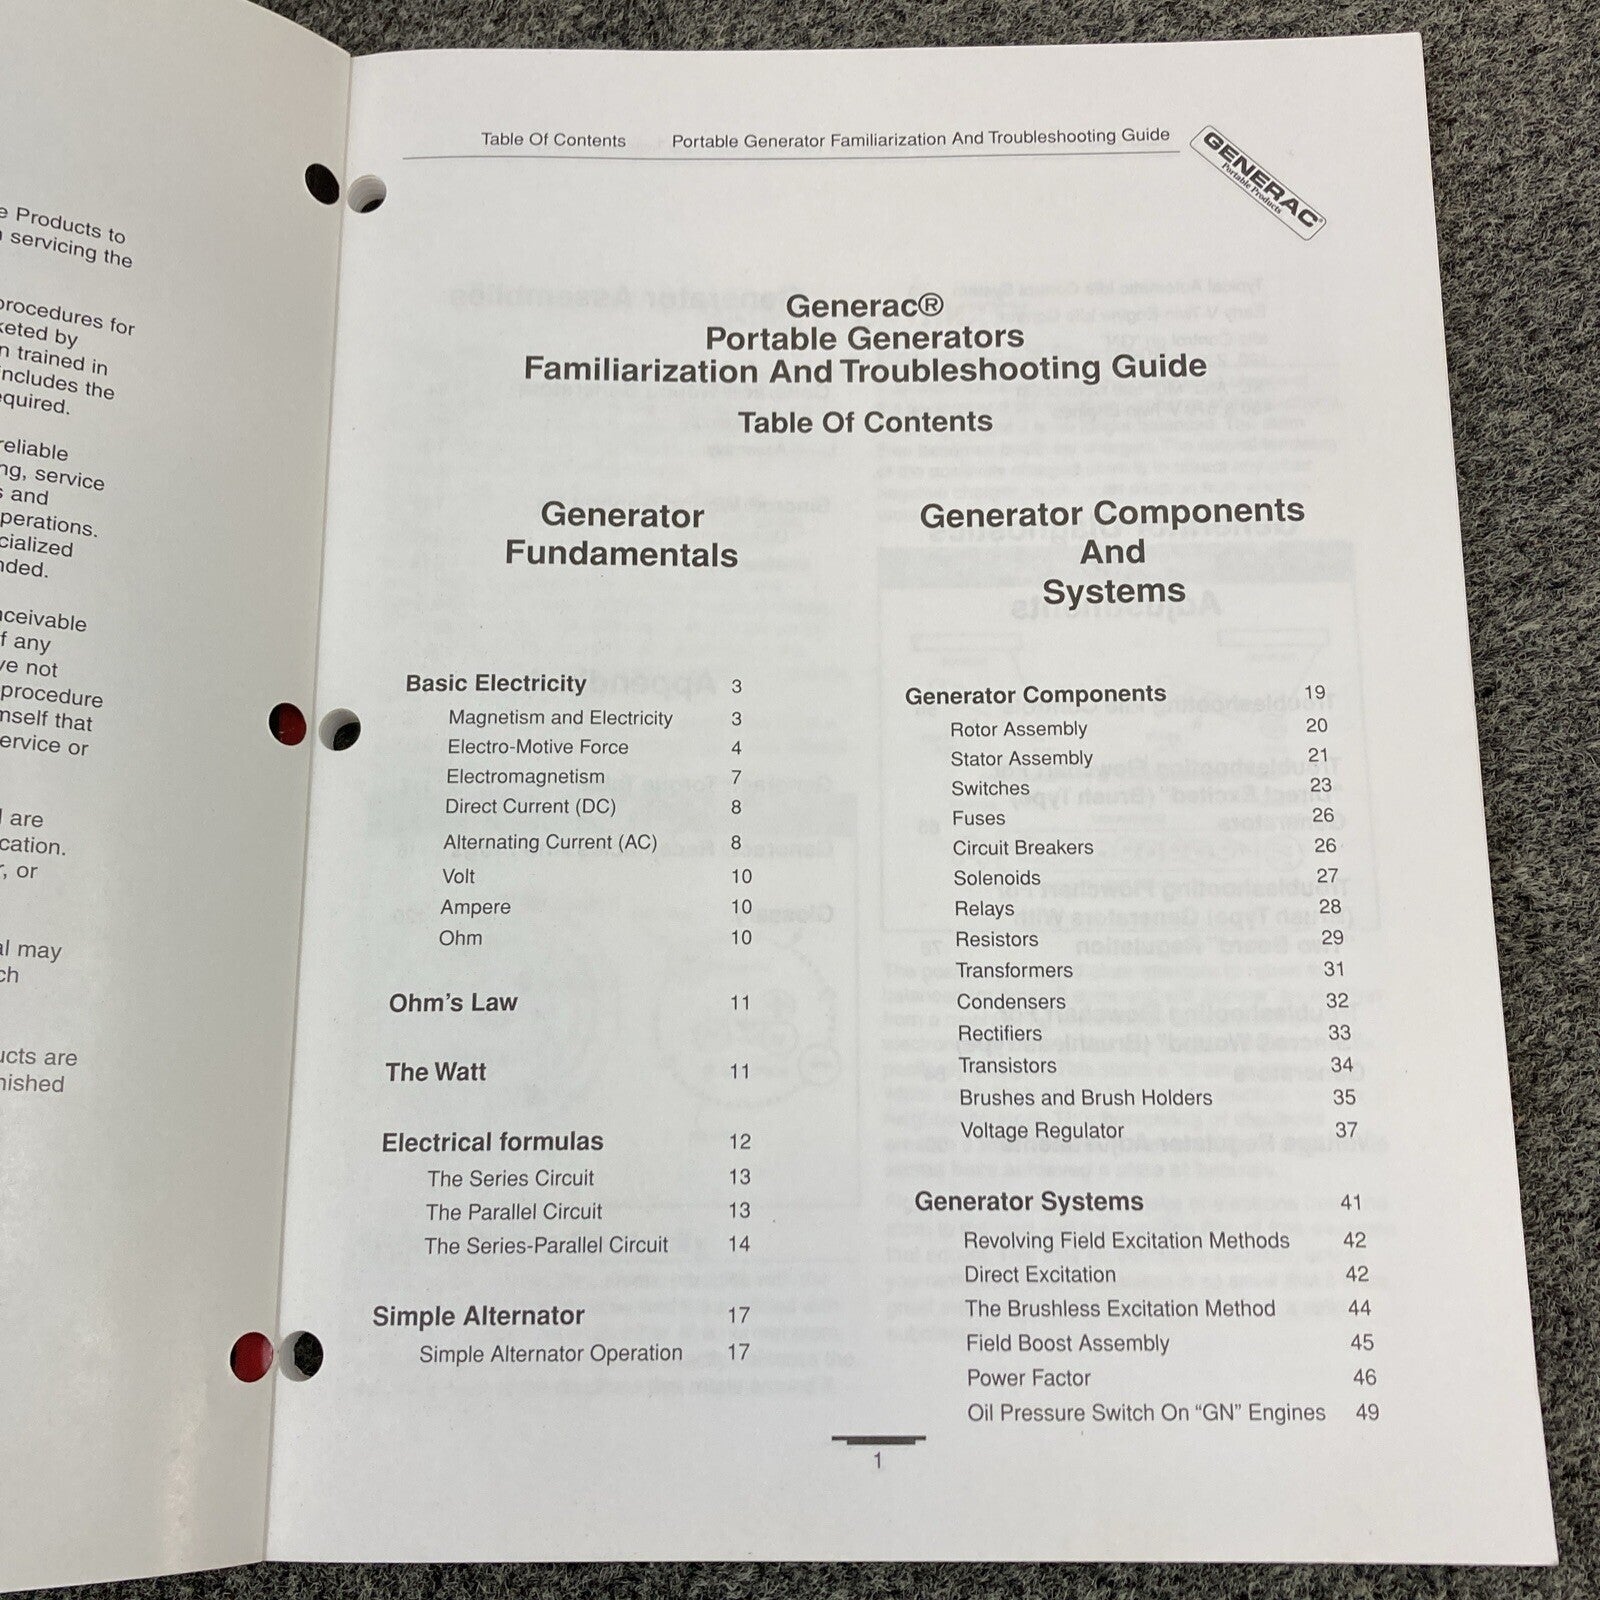 e Products to
servicing the
procedures for
keted by
n trained in
includes the
equired.
reliable
ng, service
s and
perations.
cialized
nded.
nceivable
f any
ve not
procedure
mself that
ervice or
are
cation.
r, or
al may
ch
ucts are
nished
Table Of Contents Portable Generator Familiarization And Troubleshooting Guide
GENERAC®
Portable Products
Generac®
Portable Generators
Familiarization And Troubleshooting Guide
Table Of Contents
Generator
Fundamentals
Basic Electricity 3
Magnetism and Electricity 3
Electro-Motive Force 4
Electromagnetism 7
Direct Current (DC) 8
Alternating Current (AC) 8
Volt 10
Ampere 10
Ohm 10
Ohm's Law 11
The Watt 11
Electrical formulas 12
The Series Circuit 13
The Parallel Circuit 13
The Series-Parallel Circuit 14
Simple Alternator 17
Simple Alternator Operation 17
Generator Components
And
Systems
Generator Components 19
Rotor Assembly 20
Stator Assembly 21
Switches 23
Fuses 26
Circuit Breakers 26
Solenoids 27
Relays 28
Resistors 29
Transformers 31
Condensers 32
Rectifiers 33
Transistors 34
Brushes and Brush Holders 35
Voltage Regulator 37
Generator Systems 41
Revolving Field Excitation Methods 42
Direct Excitation 42
The Brushless Excitation Method 44
Field Boost Assembly 45
Power Factor 46
Oil Pressure Switch On “GN” Engines 49
1